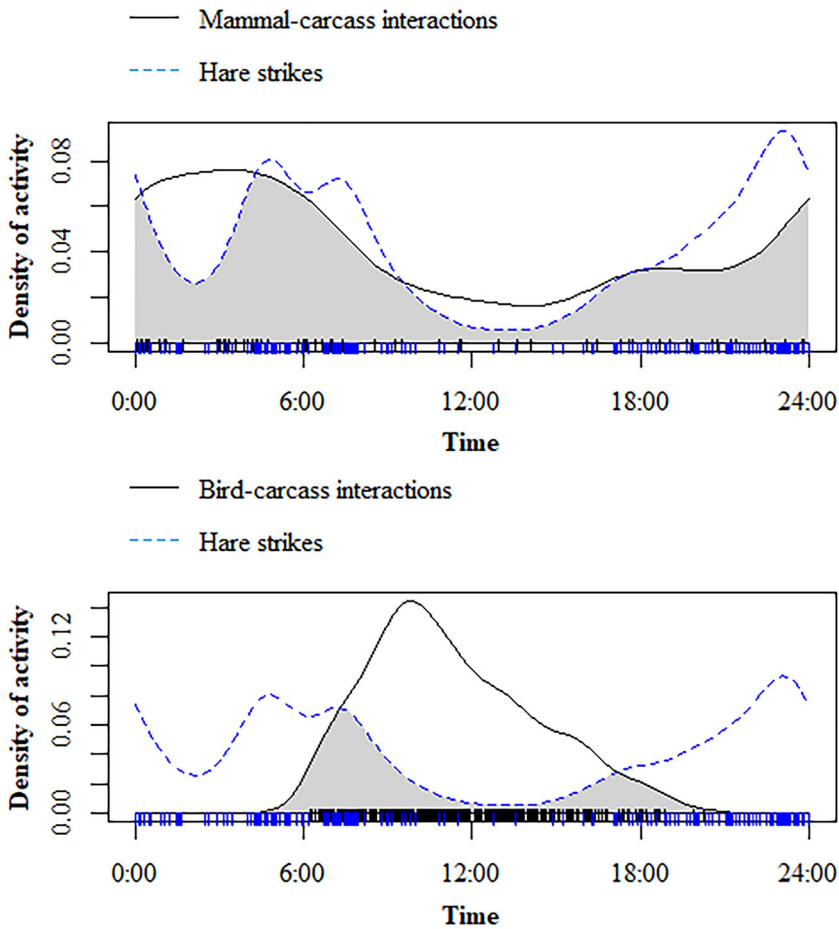 Mammal-carcass interactions
Hare strikes
Density of activity
0.00 0.04 0.08
0:00 6:00 12:00 18:00 24:00
Time
Bird-carcass interactions
Hare strikes
Density of activity
0.00 0.06 0.12
0:00 6:00 12:00 18:00 24:00
Time